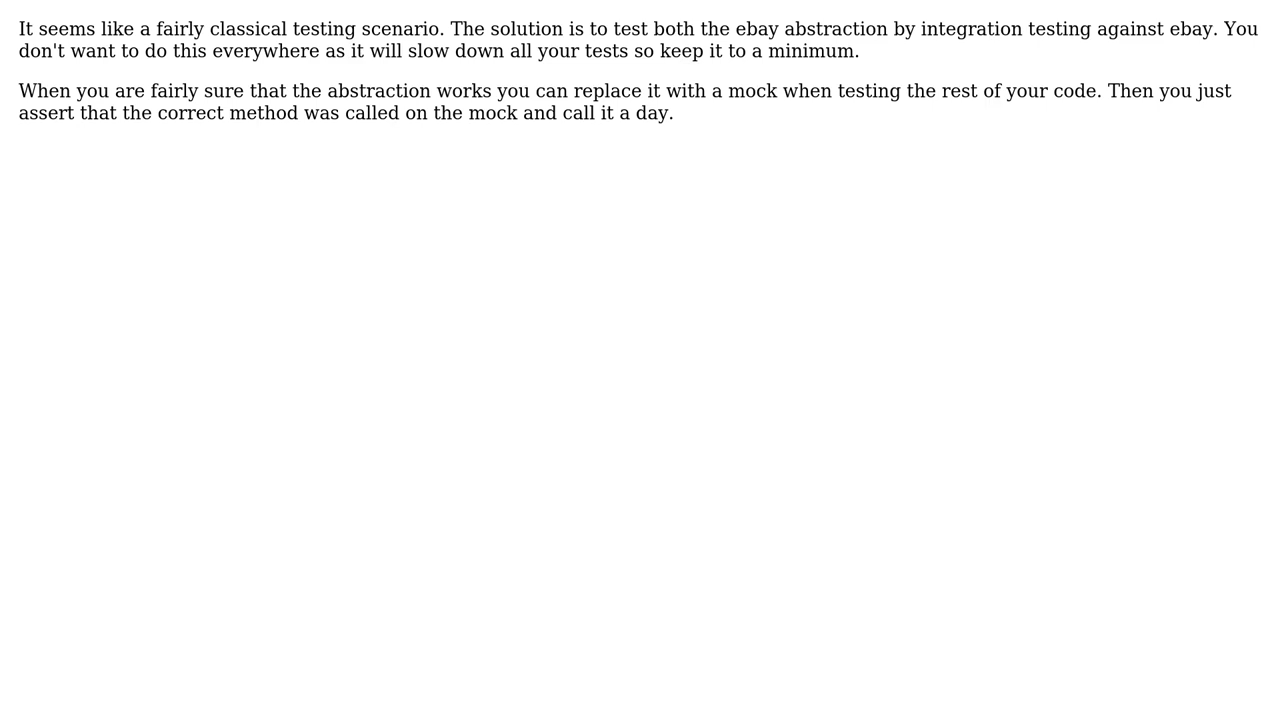 It seems like a fairly classical testing scenario. The solution is to test both the ebay abstraction by integration testing against ebay. You
don't want to do this everywhere as it will slow down all your tests so keep it to a minimum.
When you are fairly sure that the abstraction works you can replace it with a mock when testing the rest of your code. Then you just
assert that the correct method was called on the mock and call it a day.